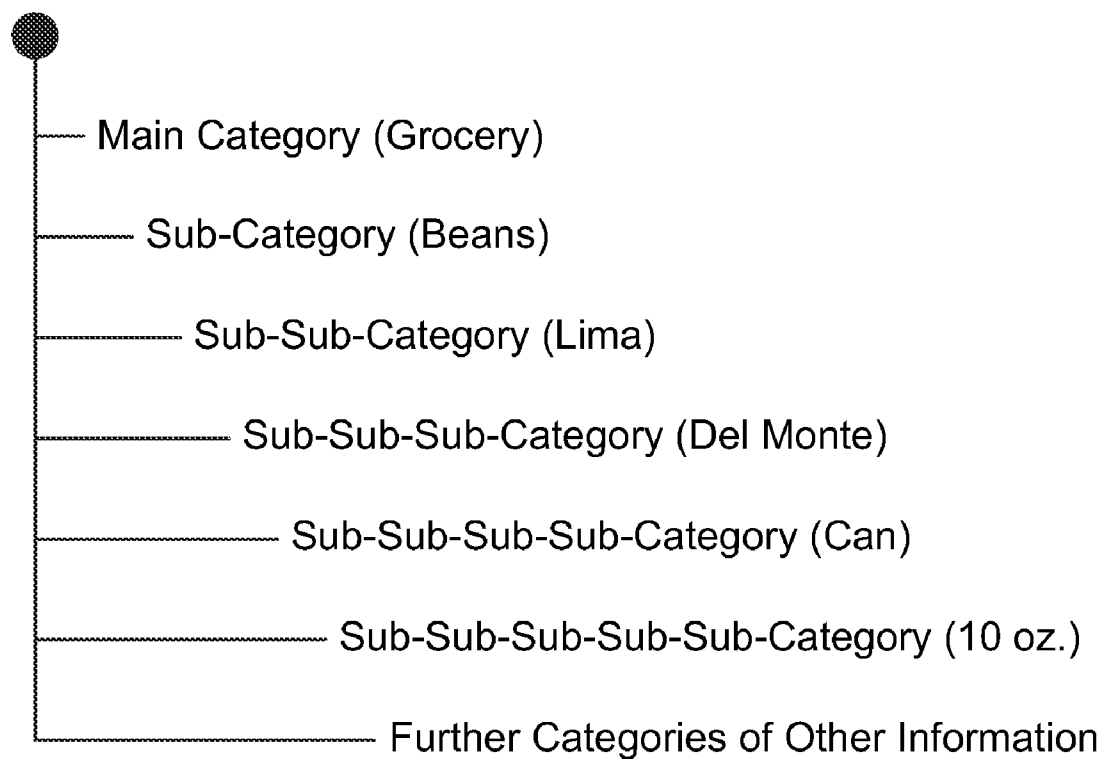 Main Category (Grocery)
Sub-Category (Beans)
Sub-Sub-Category (Lima)
Sub-Sub-Sub-Category (Del Monte)
Sub-Sub-Sub-Sub-Category (Can)
Sub-Sub-Sub-Sub-Sub-Category (10 oz.)
Further Categories of Other Information